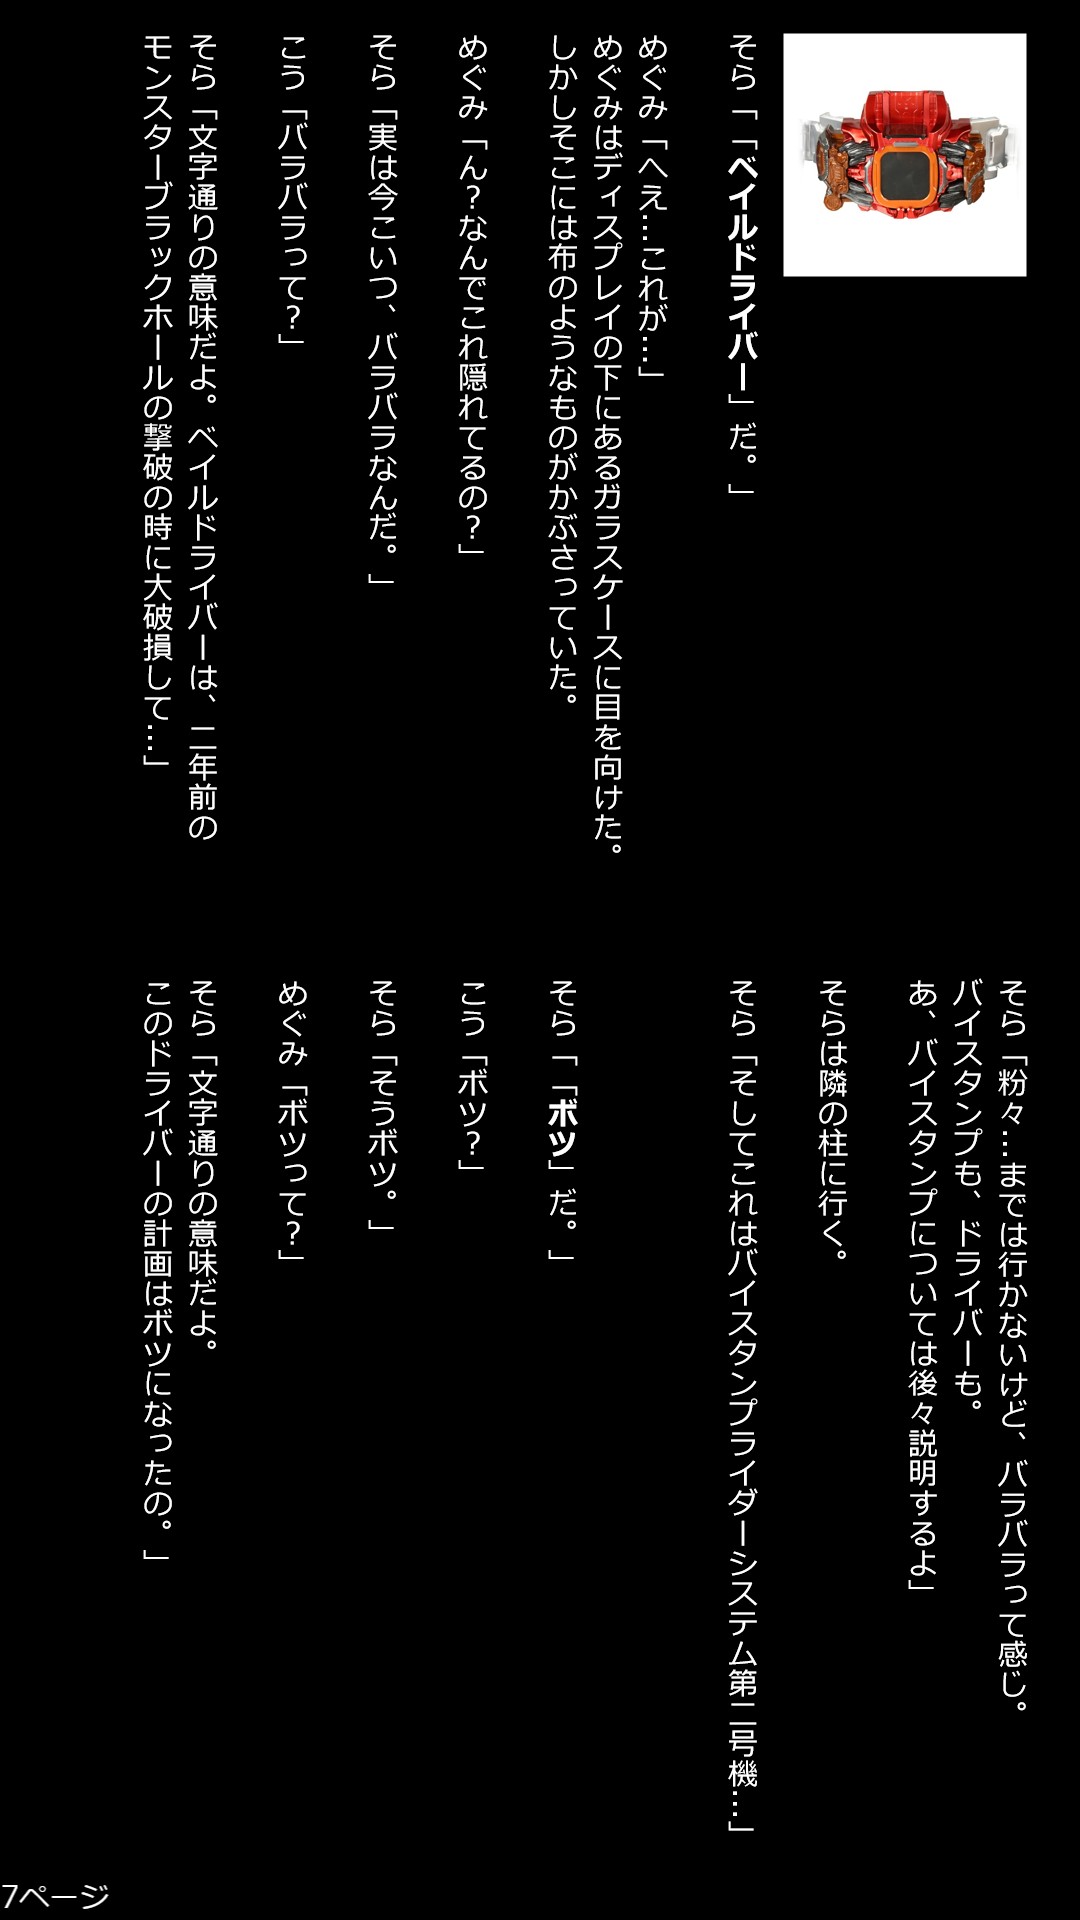 そら「「ベイルドライバー」だ。」
めぐみ「へえ…これが…」
めぐみはディスプレイの下にあるガラスケースに目を向けた。
しかしそこには布のようなものがかぶさっていた。
めぐみ「ん?なんでこれ隠れてるの?」
そら「実は今こいつ、バラバラなんだ。」
こう「バラバラって?」
そら「文字通りの意味だよ。ベイルドライバーは、二年前の
モンスターブラックホールの撃破の時に大破損して…」
そら「粉々…までは行かないけど、バラバラって感じ。
バイスタンプも、ドライバーも。
あ、バイスタンプについては後々説明するよ」
そらは隣の柱に行く。
そら「そしてこれはバイスタンプライダーシステム第二号機…」
そら「「ボツ」だ。」
こう「ボツ?」
そら「そうボツ。」
めぐみ「ボツって?」
そら「文字通りの意味だよ。
このドライバーの計画はボツになったの。」
7ページ